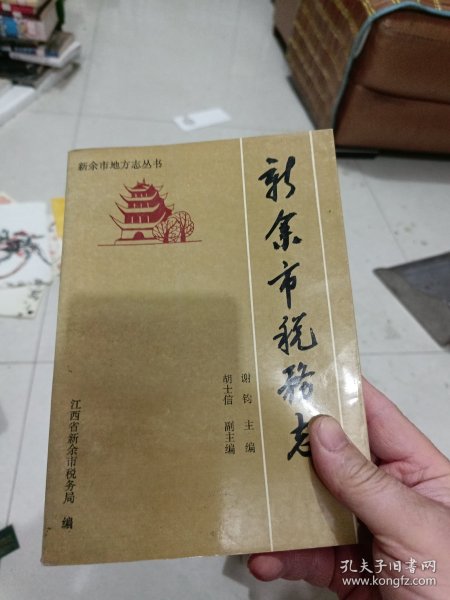 新余市地方志丛书
新余市税务志
谢钧 主编
胡士信 副主编
江西省新余市税务局 编
孔夫子旧书网
www.kongfz.com